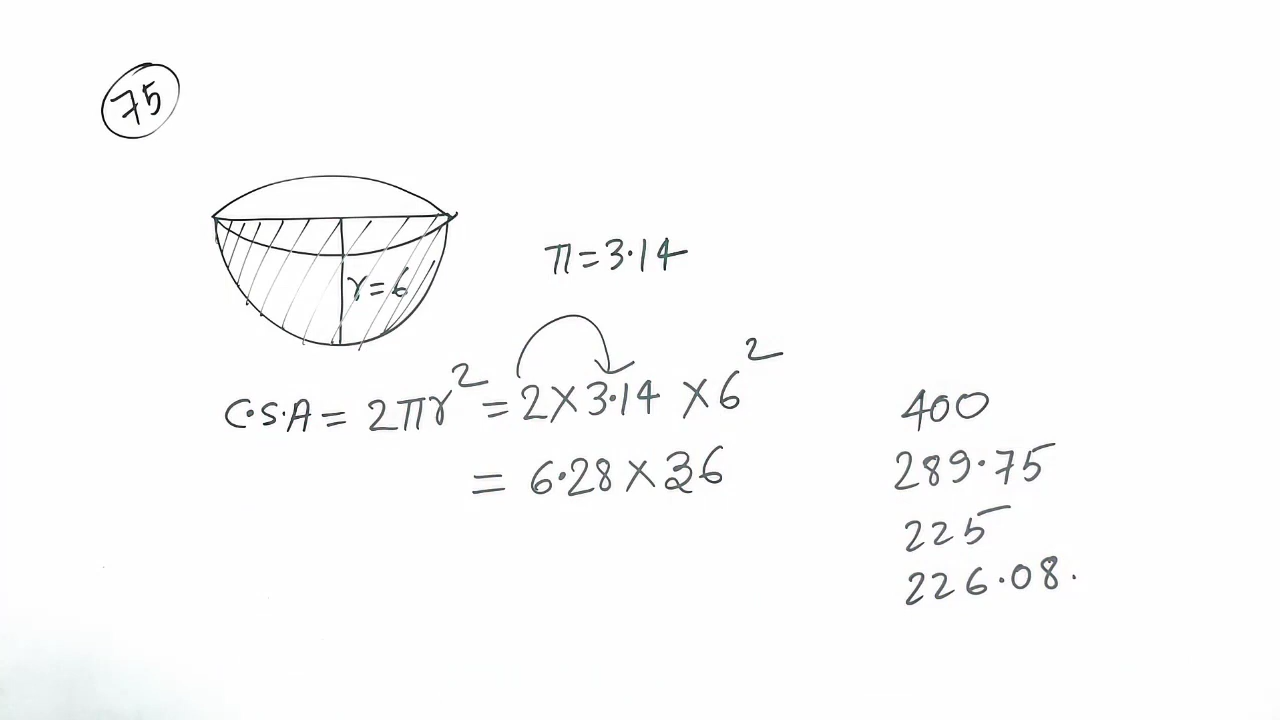 75
π=3·14
r=6
C·S·A = 2πr² = 2×3·14 ×6²
= 6·28×36
400
289·75
225
226·08.